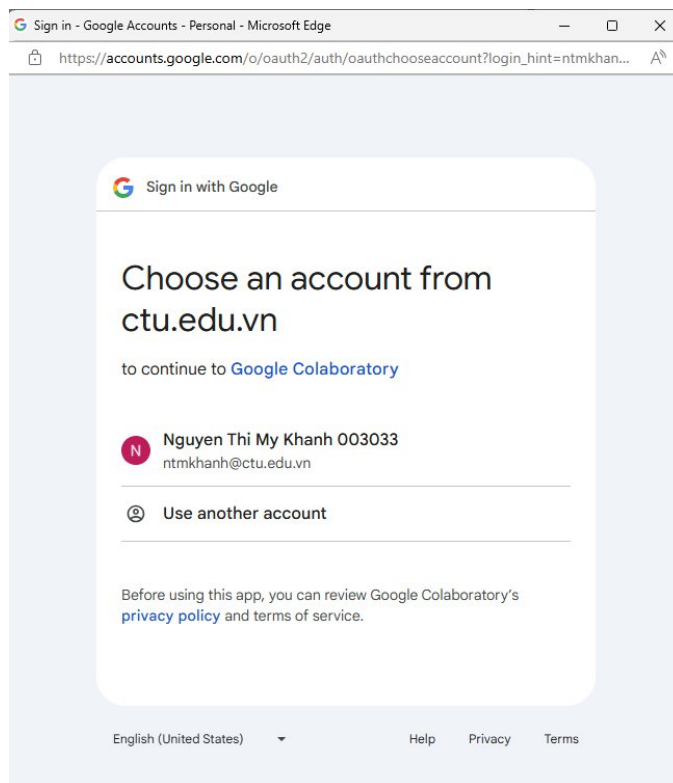 Sign in - Google Accounts - Personal - Microsoft Edge
https://accounts.google.com/o/oauth2/auth/oauthchooseaccount?login_hint=ntmkhan...
Sign in with Google
Choose an account from
ctu.edu.vn
to continue to Google Colaboratory
N
Nguyen Thi My Khanh 003033
ntmkhanh@ctu.edu.vn
Use another account
Before using this app, you can review Google Colaboratory's
privacy policy and terms of service.
English (United States) Help Privacy Terms